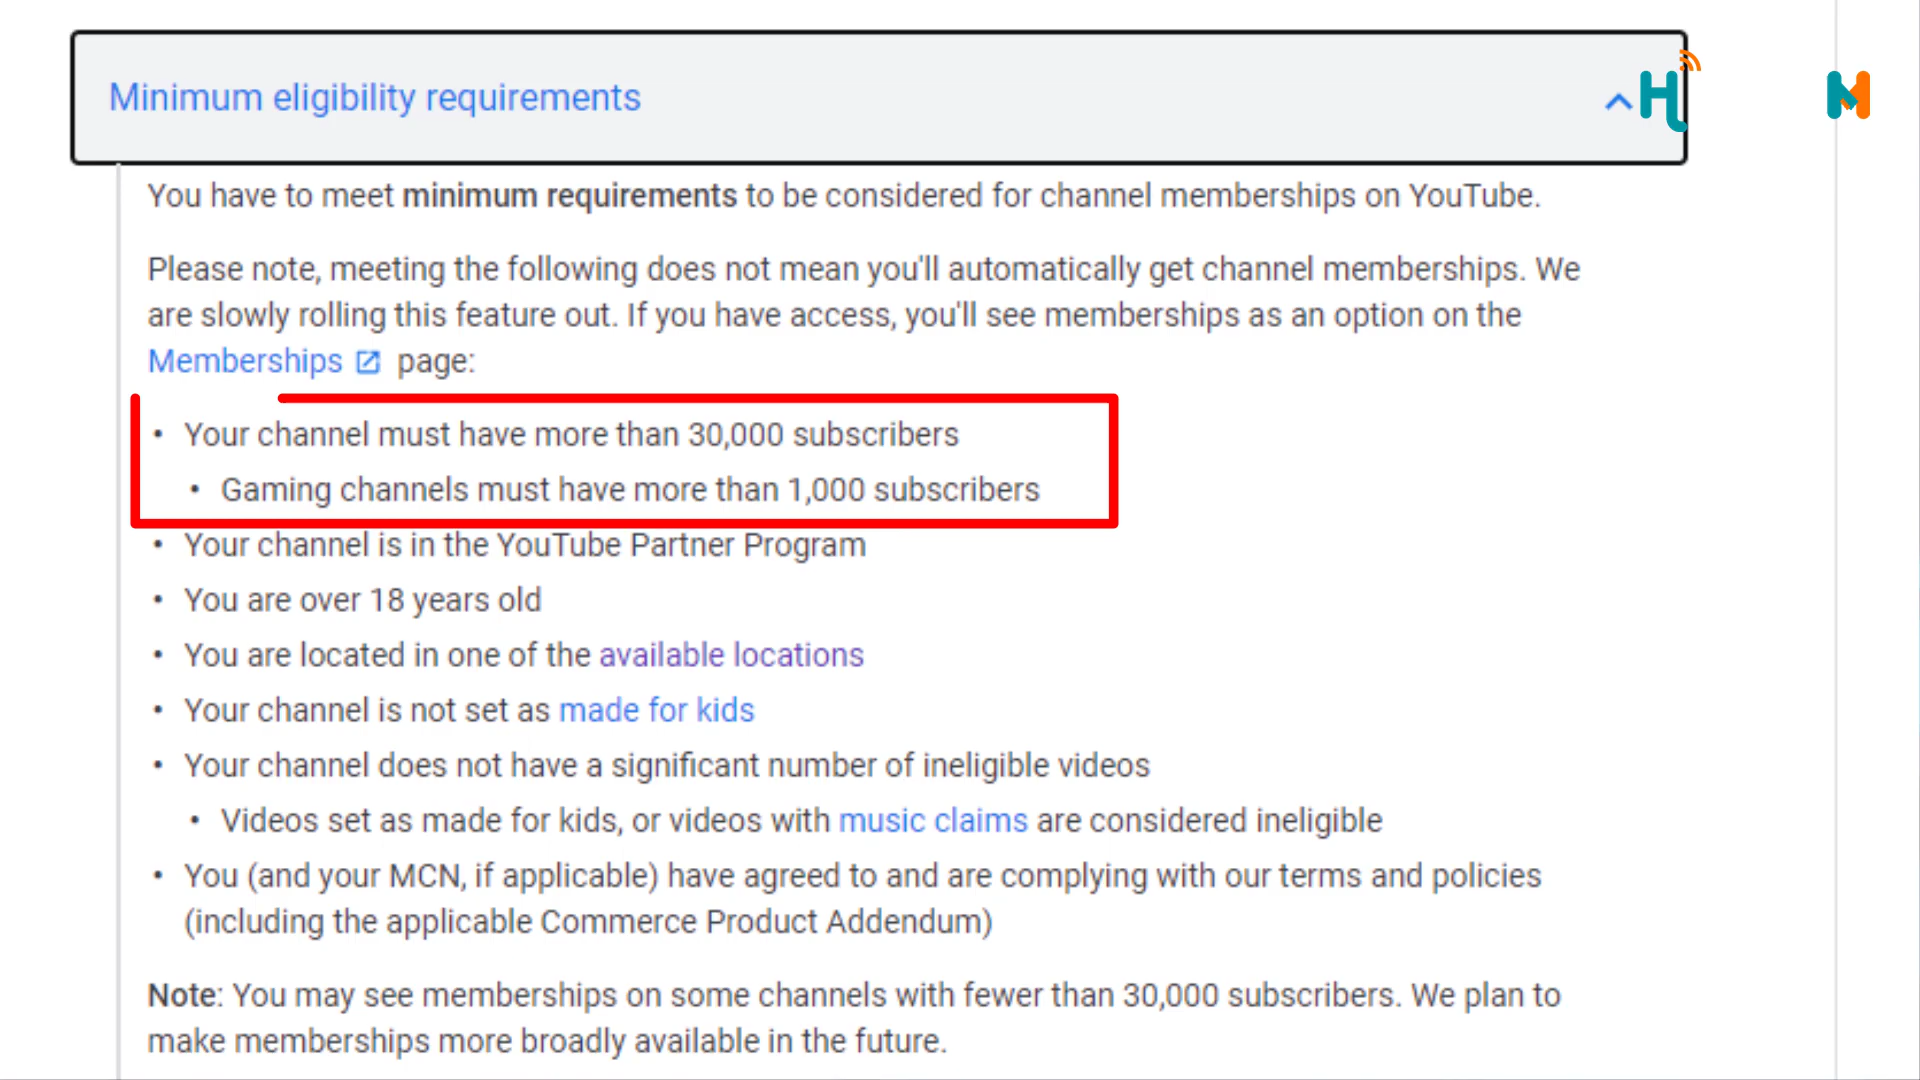 Minimum eligibility requirements
You have to meet minimum requirements to be considered for channel memberships on YouTube.
Please note, meeting the following does not mean you'll automatically get channel memberships. We
are slowly rolling this feature out. If you have access, you'll see memberships as an option on the
Memberships page:
• Your channel must have more than 30,000 subscribers
• Gaming channels must have more than 1,000 subscribers
• Your channel is in the YouTube Partner Program
• You are over 18 years old
• You are located in one of the available locations
• Your channel is not set as made for kids
• Your channel does not have a significant number of ineligible videos
• Videos set as made for kids, or videos with music claims are considered ineligible
• You (and your MCN, if applicable) have agreed to and are complying with our terms and policies
(including the applicable Commerce Product Addendum)
Note: You may see memberships on some channels with fewer than 30,000 subscribers. We plan to
make memberships more broadly available in the future.